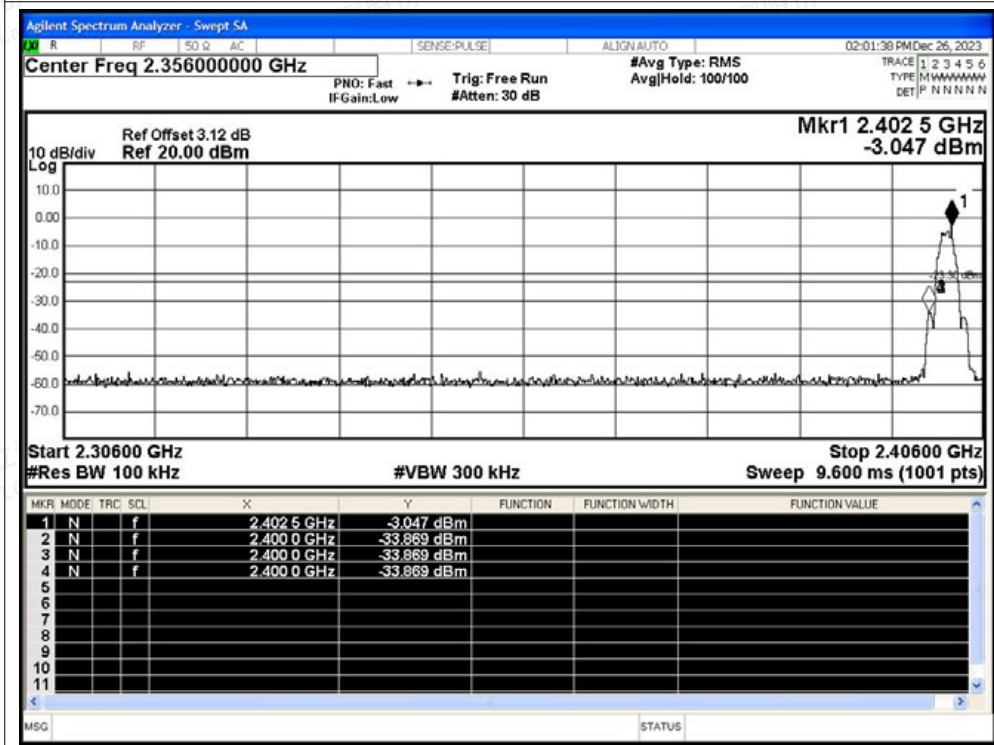 Agilent Spectrum Analyzer - Swept SA
R RF 50 Ω AC SENSE:PULSE ALIGN AUTO 02:01:38 PM Dec 26, 2023
Center Freq 2.356000000 GHz
PNO: Fast Trig: Free Run #Avg Type: RMS TRACE 1 2 3 4 5 6
IFGain:Low #Atten: 30 dB Avg|Hold: 100/100 TYPE M
DET P N N N N N
Ref Offset 3.12 dB Mkr1 2.402 5 GHz
10 dB/div Ref 20.00 dBm -3.047 dBm
Log
10.0
1
0.00
-10.0
-20.0
-30.0
-40.0
-50.0
-60.0
-70.0
Start 2.30600 GHz Stop 2.40600 GHz
#Res BW 100 kHz #VBW 300 kHz Sweep 9.600 ms (1001 pts)
MKR MODE TRC SCL X Y FUNCTION FUNCTION WIDTH FUNCTION VALUE
1 N f 2.402 5 GHz -3.047 dBm
2 N f 2.400 0 GHz -33.869 dBm
3 N f 2.400 0 GHz -33.869 dBm
4 N f 2.400 0 GHz -33.869 dBm
5
6
7
8
9
10
11
MSG STATUS